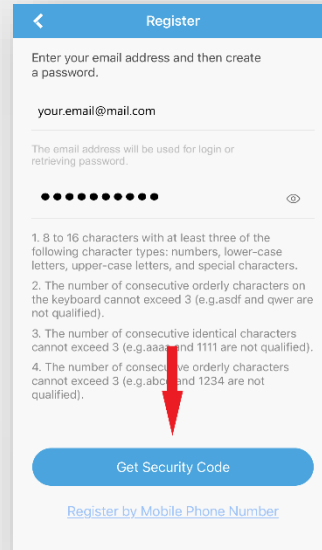 Register
Enter your email address and then create
a password.
your.email@mail.com
The email address will be used for login or
retrieving password.
●●●●●●●●●●
1. 8 to 16 characters with at least three of the
following character types: numbers, lower-case
letters, upper-case letters, and special characters.
2. The number of consecutive orderly characters on
the keyboard cannot exceed 3 (e.g.asdf and qwer are
not qualified).
3. The number of consecutive identical characters
cannot exceed 3 (e.g.aaaa and 1111 are not qualified).
4. The number of consecutive orderly characters
cannot exceed 3 (e.g.abcd and 1234 are not
qualified).
Get Security Code
Register by Mobile Phone Number